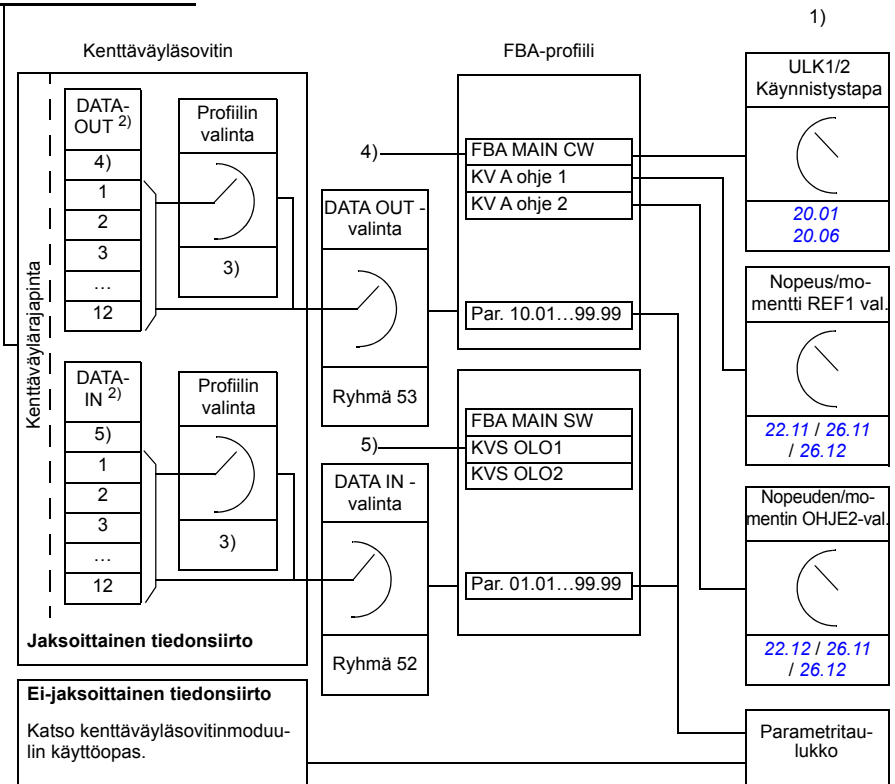 1)
Kenttäväyläsovitin
FBA-profiili
Kenttäväylärajapinta
DATA-
OUT 2)
4)
1
2
3
…
12
Profiilin
valinta
3)
DATA OUT -
valinta
Ryhmä 53
4)
FBA MAIN CW
KV A ohje 1
KV A ohje 2
Par. 10.01…99.99
ULK1/2
Käynnistystapa
20.01
20.06
Nopeus/mo-
mentti REF1 val.
22.11 / 26.11
/ 26.12
DATA-
IN 2)
5)
1
2
3
…
12
Profiilin
valinta
3)
5)
DATA IN -
valinta
Ryhmä 52
FBA MAIN SW
KVS OLO1
KVS OLO2
Par. 01.01…99.99
Nopeuden/mo-
mentin OHJE2-val.
22.12 / 26.11
/ 26.12
Jaksoittainen tiedonsiirto
Ei-jaksoittainen tiedonsiirto
Katso kenttäväyläsovitinmoduu-
lin käyttöopas.
Parametritau-
lukko